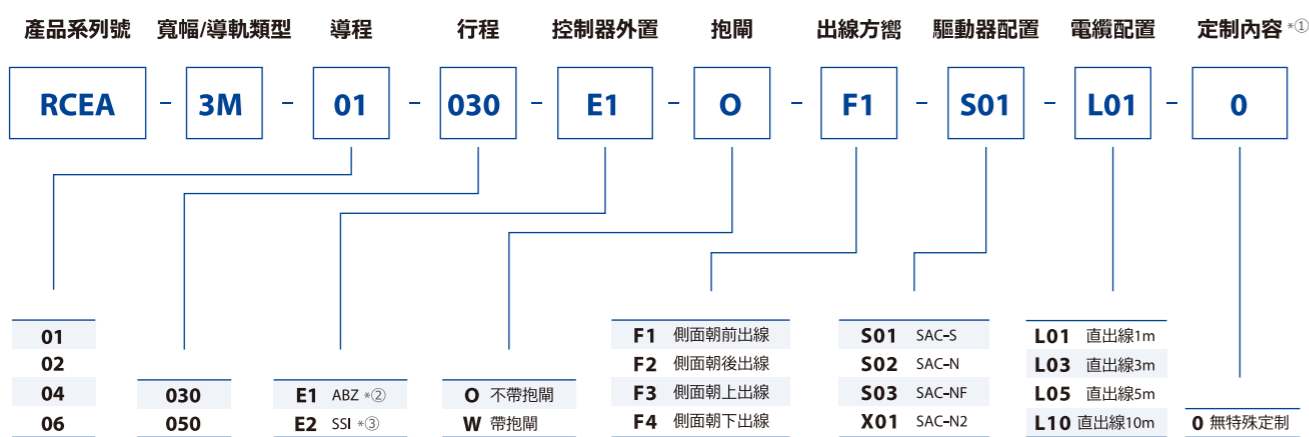 產品系列號 寬幅/導軌類型 導程 行程 控制器外置 抱閘 出線方嚮 驅動器配置 電纜配置 定制內容 *①
RCEA - 3M - 01 - 030 - E1 - O - F1 - S01 - L01 - 0
01
02
04
06
030
050
E1 ABZ *②
E2 SSI *③
O 不帶抱閘
W 帶抱閘
F1 側面朝前出線
F2 側面朝後出線
F3 側面朝上出線
F4 側面朝下出線
S01 SAC-S
S02 SAC-N
S03 SAC-NF
X01 SAC-N2
L01 直出線1m
L03 直出線3m
L05 直出線5m
L10 直出線10m
0 無特殊定制